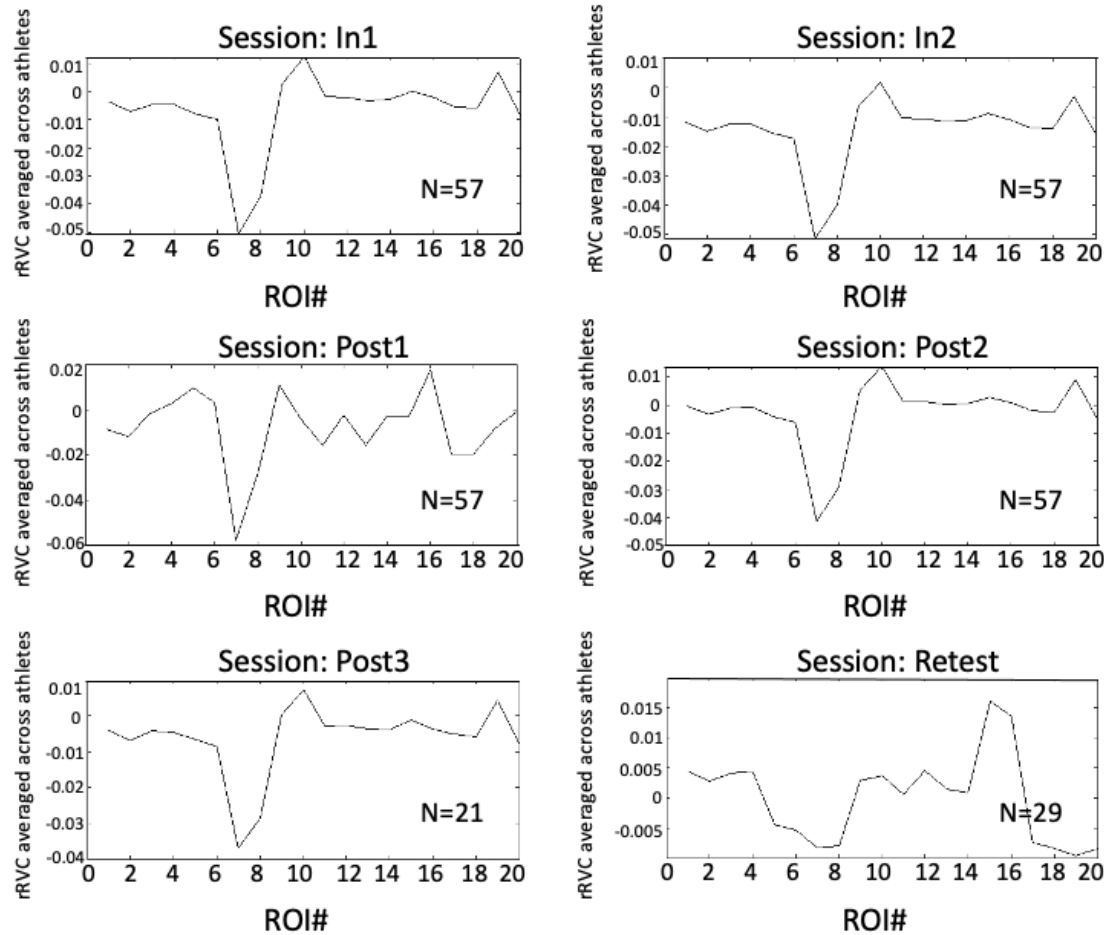 Session: In1
rRVC averaged across athletes
0.01
0
-0.01
-0.02
-0.03
-0.04
-0.05
N=57
0 2 4 6 8 10 12 14 16 18 20
ROI#
Session: In2
rRVC averaged across athletes
0.01
0
-0.01
-0.02
-0.03
-0.04
-0.05
N=57
0 2 4 6 8 10 12 14 16 18 20
ROI#
Session: Post1
rRVC averaged across athletes
0.02
0
-0.02
-0.04
-0.06
N=57
0 2 4 6 8 10 12 14 16 18 20
ROI#
Session: Post2
rRVC averaged across athletes
0.01
0
-0.01
-0.02
-0.03
-0.04
-0.05
N=57
0 2 4 6 8 10 12 14 16 18 20
ROI#
Session: Post3
rRVC averaged across athletes
0.01
0
-0.01
-0.02
-0.03
-0.04
N=21
0 2 4 6 8 10 12 14 16 18 20
ROI#
Session: Retest
rRVC averaged across athletes
0.015
0.005
0
-0.005
N=29
0 2 4 6 8 10 12 14 16 18 20
ROI#